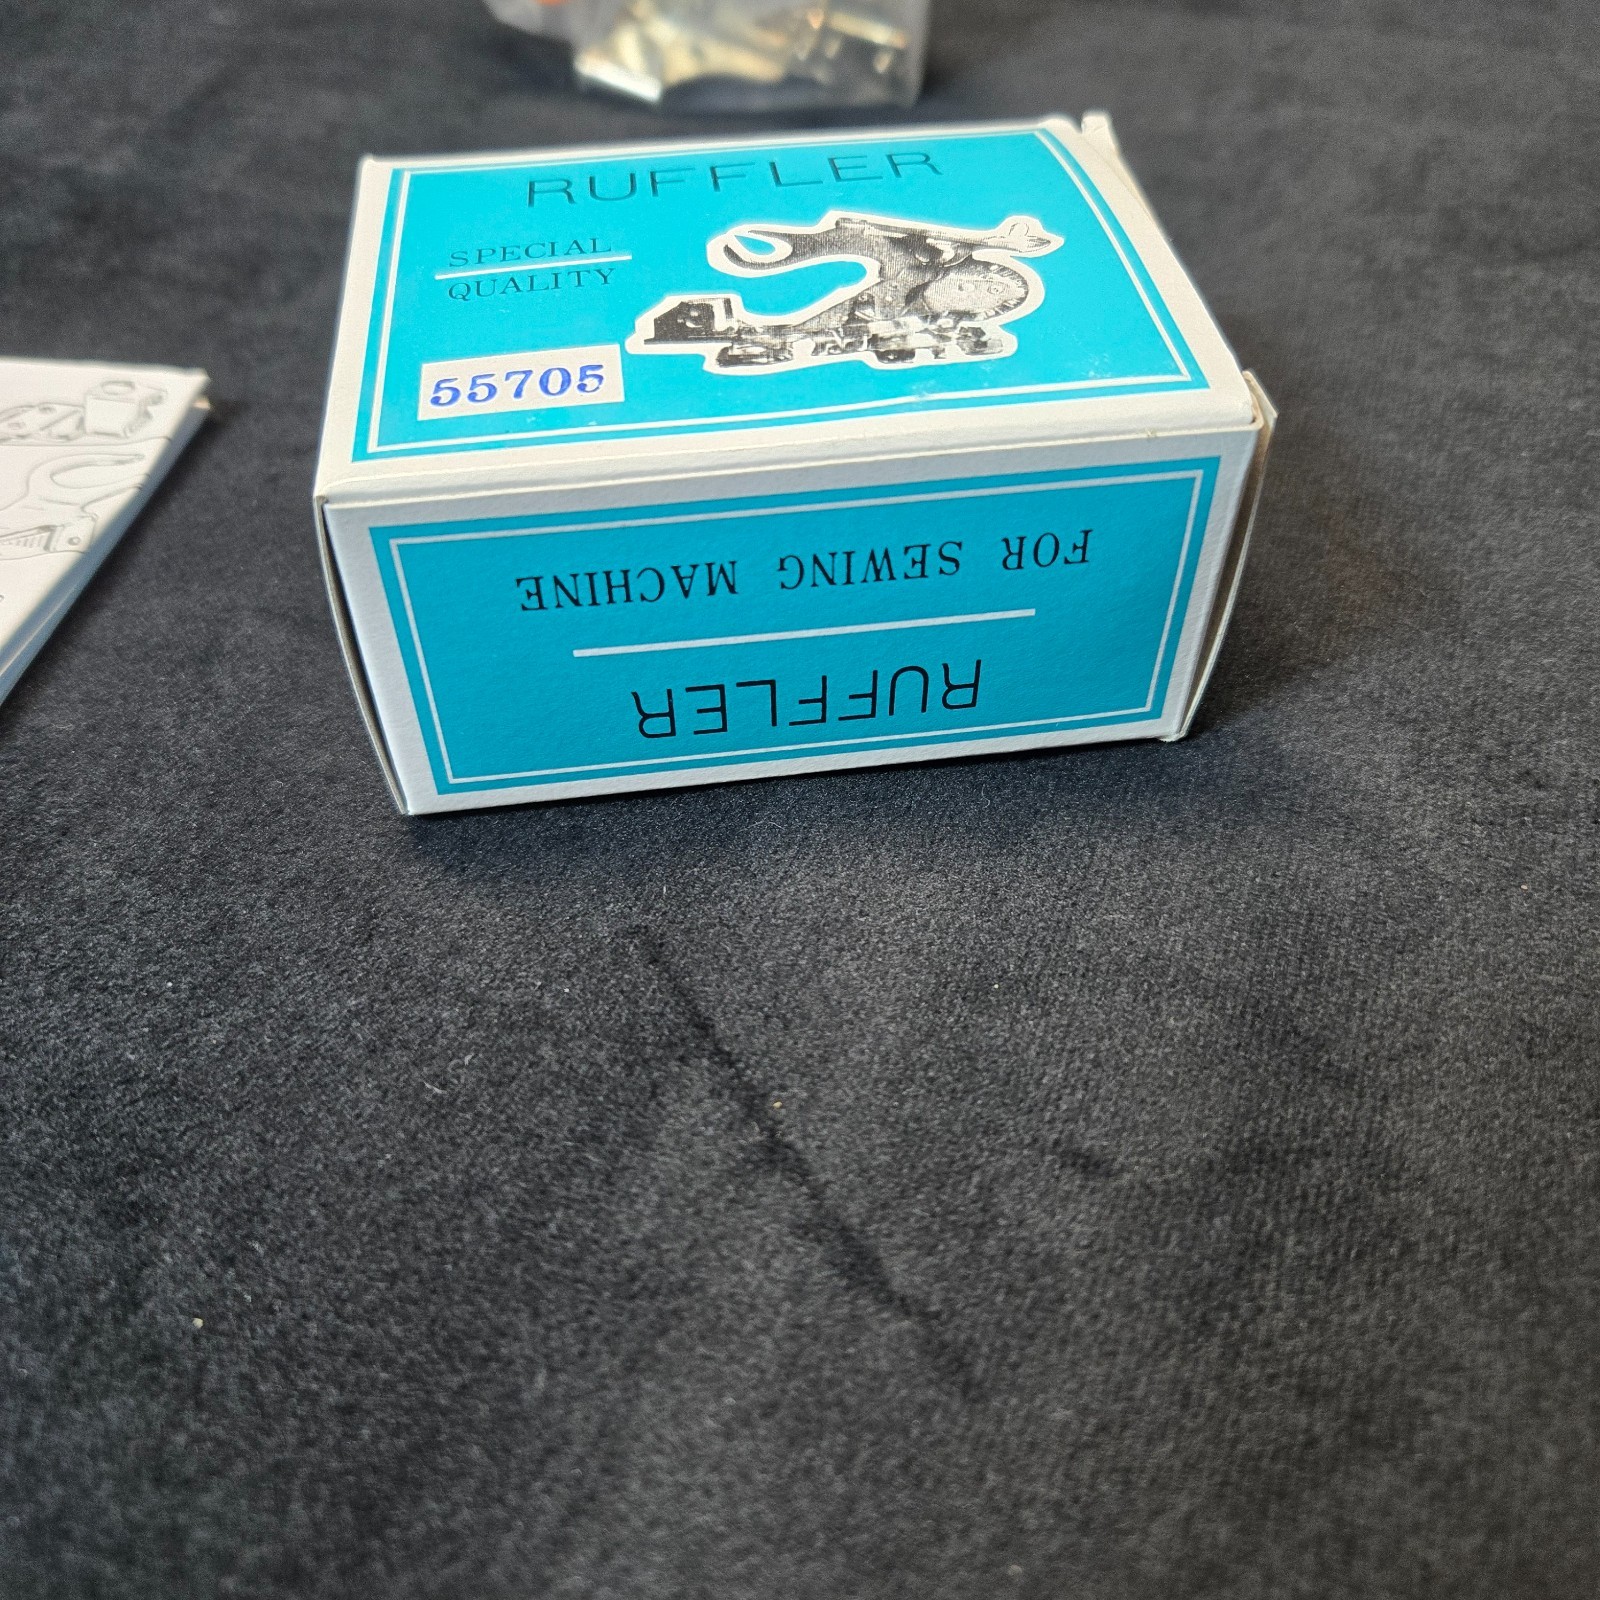 RUFFLER
SPECIAL
QUALITY
55705
FOR SEWING MACHINE
RUFFLER